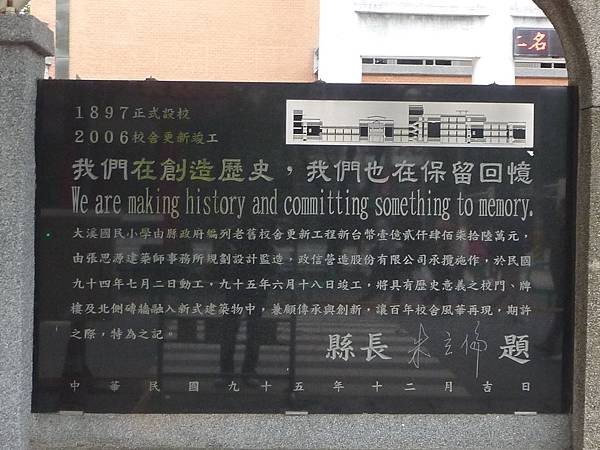 二名
1897正式設校
2006校舍更新竣工
我們在創造歷史，我們也在保留回憶
We are making history and committing something to memory.
大溪國民小學由縣政府編列老舊校舍更新工程新台幣壹億貳仟肆佰柒拾陸萬元，
由張思源建築師事務所規劃設計監造，政信營造股份有限公司承攬施作，於民國
九十四年七月二日動工，九十五年六月十八日竣工，將具有歷史意義之校門、牌
樓及北側磚牆融入新式建築物中，兼顧傳承與創新，讓百年校舍風華再現，期許
之際，特為之記。
縣長 朱立倫 題
中華民國九十五年十二月吉日